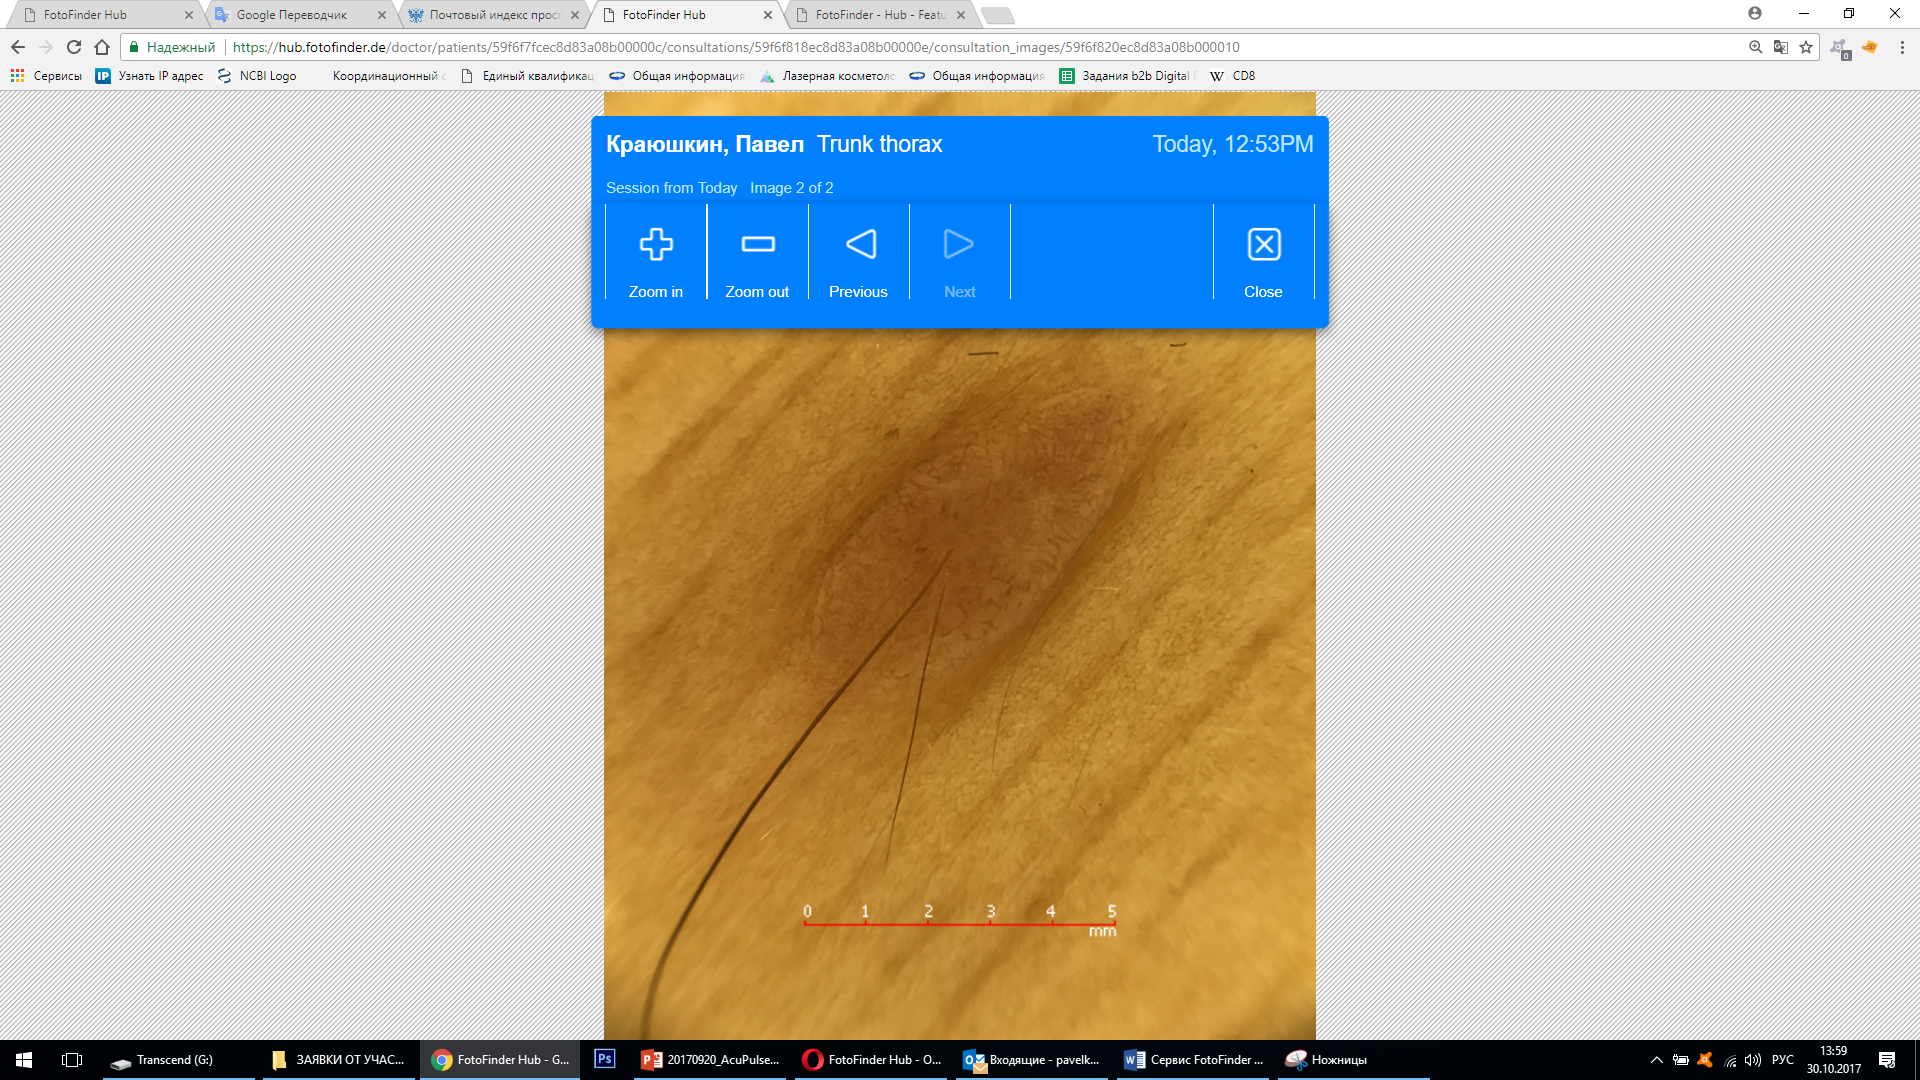 FotoFinder Hub
Google Переводчик
Почтовый индекс прос
FotoFinder Hub
FotoFinder - Hub - Featu
Надежный
https://hub.fotofinder.de/doctor/patients/59f6f7fcec8d83a08b00000c/consultations/59f6f818ec8d83a08b00000e/consultation_images/59f6f820ec8d83a08b000010
0
Сервисы
IP Узнать IP адрес
NCBI Logo
Координационный
Единый квалифика
Общая информация
Лазерная косметоло
Общая информация
Задания b2b Digital
W CD8
Краюшкин, Павел Trunk thorax Today, 12:53PM
Session from Today Image 2 of 2
Zoom in Zoom out Previous Next Close
0 1 2 3 4 5
mm
Transcend (G:)
ЗАЯВКИ ОТ УЧАС...
FotoFinder Hub - G...
Ps
20170920_AcuPulse...
FotoFinder Hub - O...
Входящие - pavelk...
Сервис FotoFinder ...
Ножницы
РУС
13:59
30.10.2017